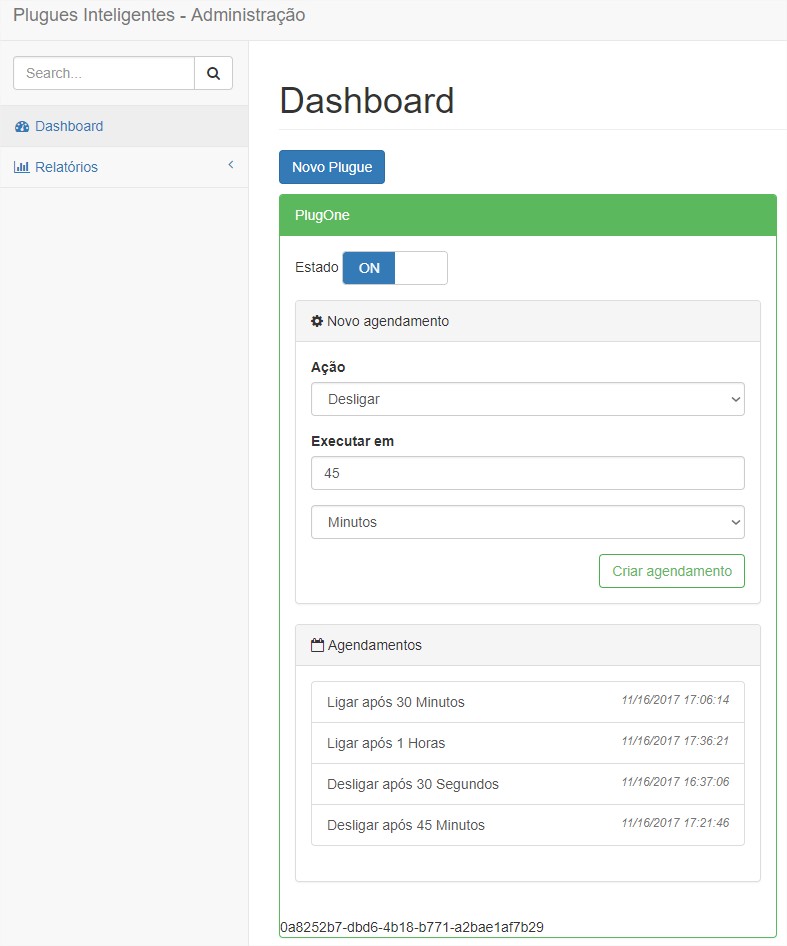 Plugues Inteligentes - Administração
Search...
Dashboard
Relatórios
Dashboard
Novo Plugue
PlugOne
Estado ON
Novo agendamento
Ação
Desligar
Executar em
45
Minutos
Criar agendamento
Agendamentos
Ligar após 30 Minutos 11/16/2017 17:06:14
Ligar após 1 Horas 11/16/2017 17:36:21
Desligar após 30 Segundos 11/16/2017 16:37:06
Desligar após 45 Minutos 11/16/2017 17:21:46
0a8252b7-dbd6-4b18-b771-a2bae1af7b29